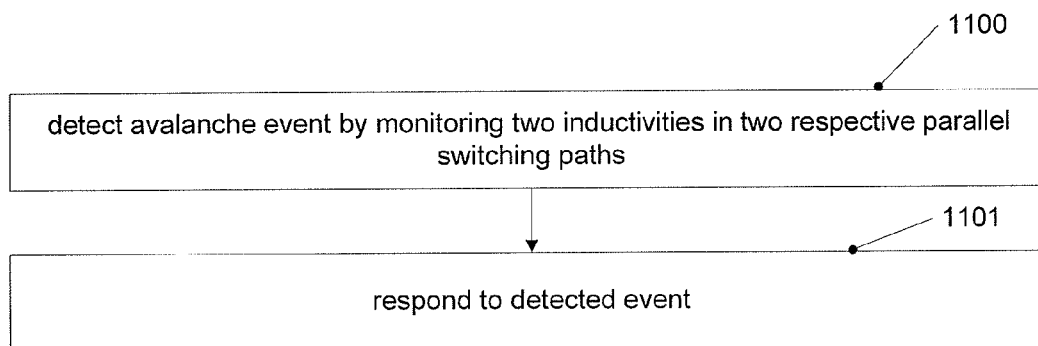 1100
detect avalanche event by monitoring two inductivities in two respective parallel
switching paths
1101
respond to detected event